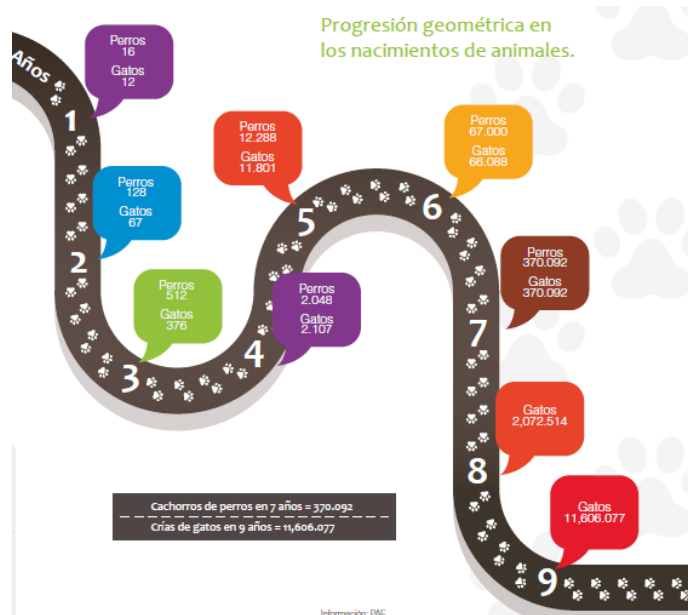 Progresión geométrica en
los nacimientos de animales.
Años
1
Perros
16
Gatos
12
2
Perros
128
Gatos
67
3
Perros
512
Gatos
376
4
Perros
2.048
Gatos
2.107
5
Perros
12.288
Gatos
11.801
6
Perros
67.000
Gatos
66.088
7
Perros
370.092
Gatos
370.092
8
Gatos
2,072.514
9
Gatos
11,606.077
Cachorros de perros en 7 años = 370.092
Crías de gatos en 9 años = 11,606.077
Información: PAE